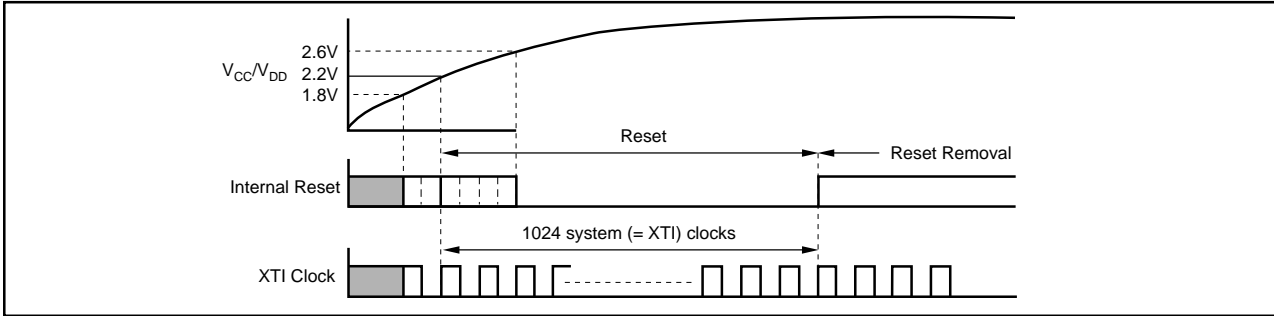 2.6V
V_CC/V_DD 2.2V
1.8V
Reset
Reset Removal
Internal Reset
1024 system (= XTI) clocks
XTI Clock